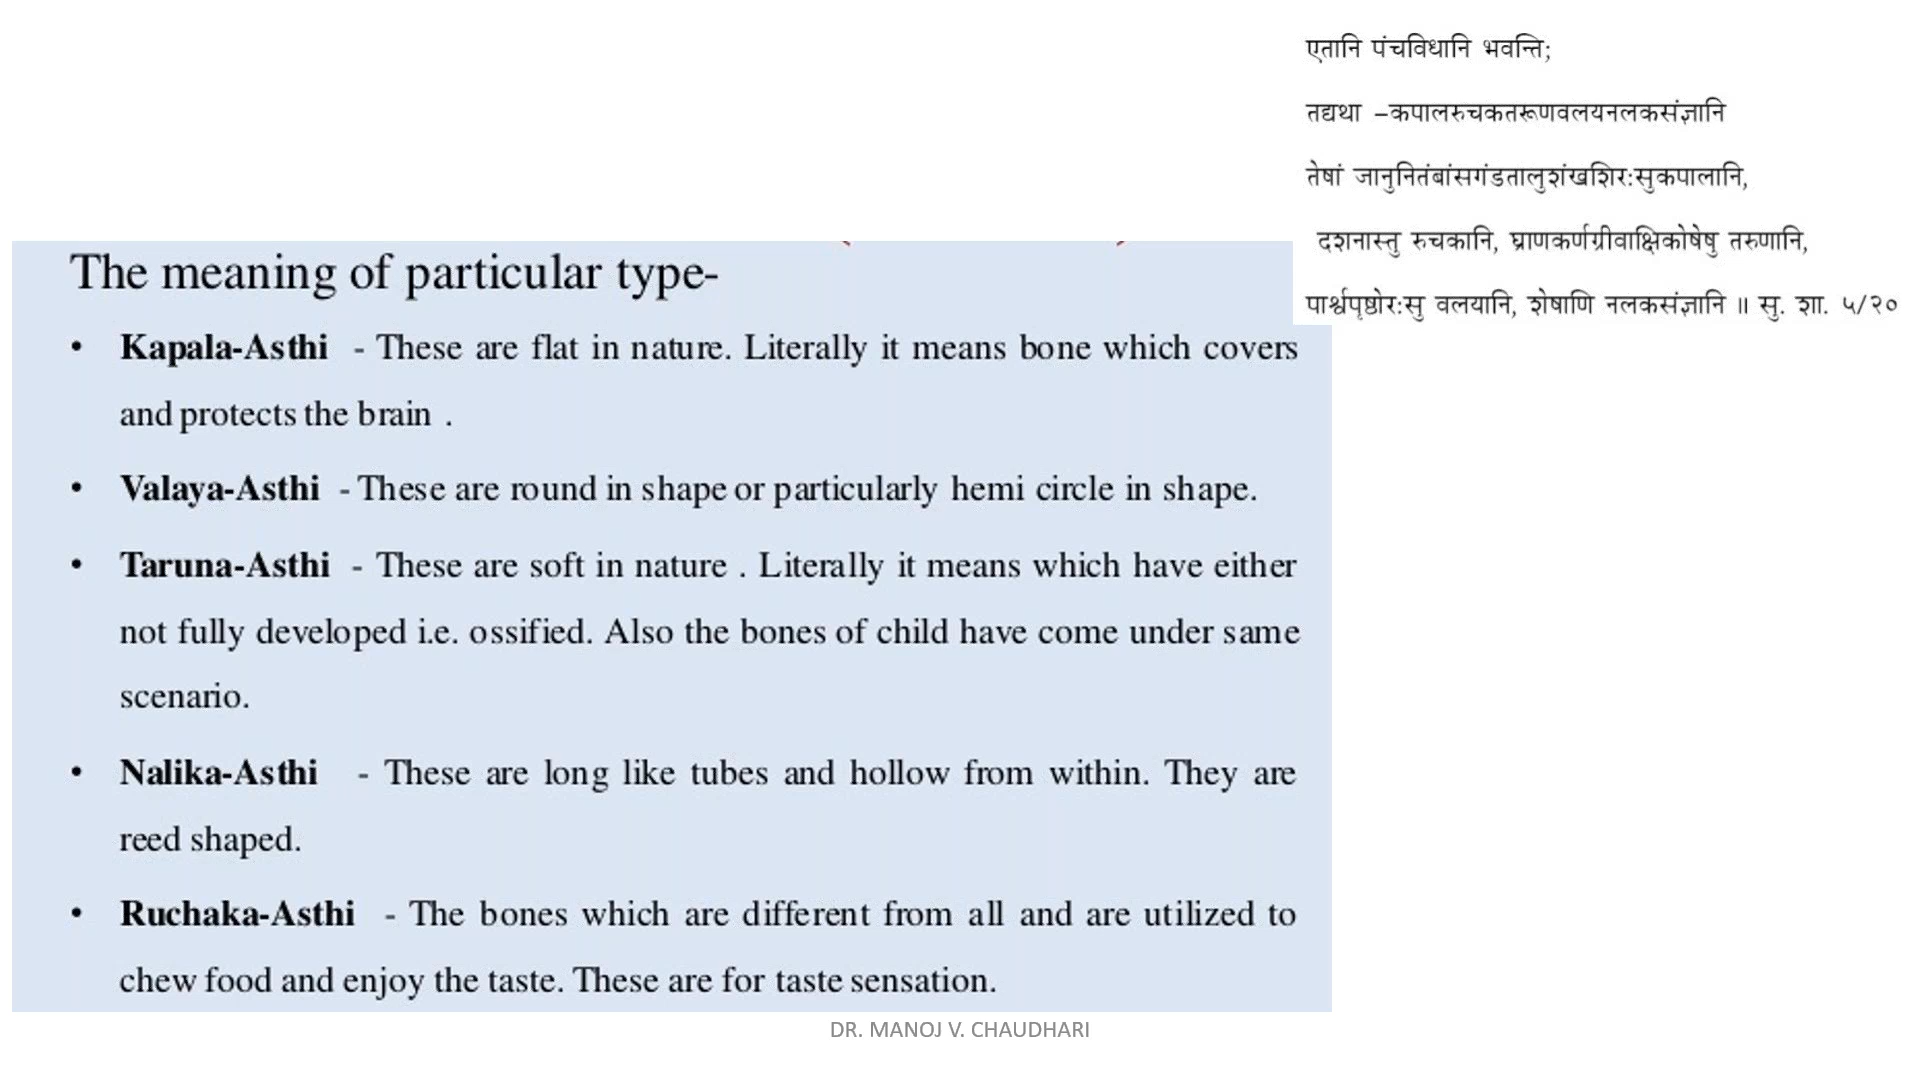 एतानि पंचविधानि भवन्ति;
तद्यथा –कपालरुचकतरूणवलयनलकसंज्ञानि
तेषां जानुनितंबांसगंडतालुशंखशिर:सुकपालानि,
दशनास्तु रुचकानि, घ्राणकर्णग्रीवाक्षिकोषेषु तरुणानि,
पार्श्वपृष्ठोर:सु वलयानि, शेषाणि नलकसंज्ञानि ॥ सु. शा. ५/२०
The meaning of particular type-
• Kapala-Asthi - These are flat in nature. Literally it means bone which covers
and protects the brain .
• Valaya-Asthi - These are round in shape or particularly hemi circle in shape.
• Taruna-Asthi - These are soft in nature . Literally it means which have either
not fully developed i.e. ossified. Also the bones of child have come under same
scenario.
• Nalika-Asthi - These are long like tubes and hollow from within. They are
reed shaped.
• Ruchaka-Asthi - The bones which are different from all and are utilized to
chew food and enjoy the taste. These are for taste sensation.
DR. MANOJ V. CHAUDHARI